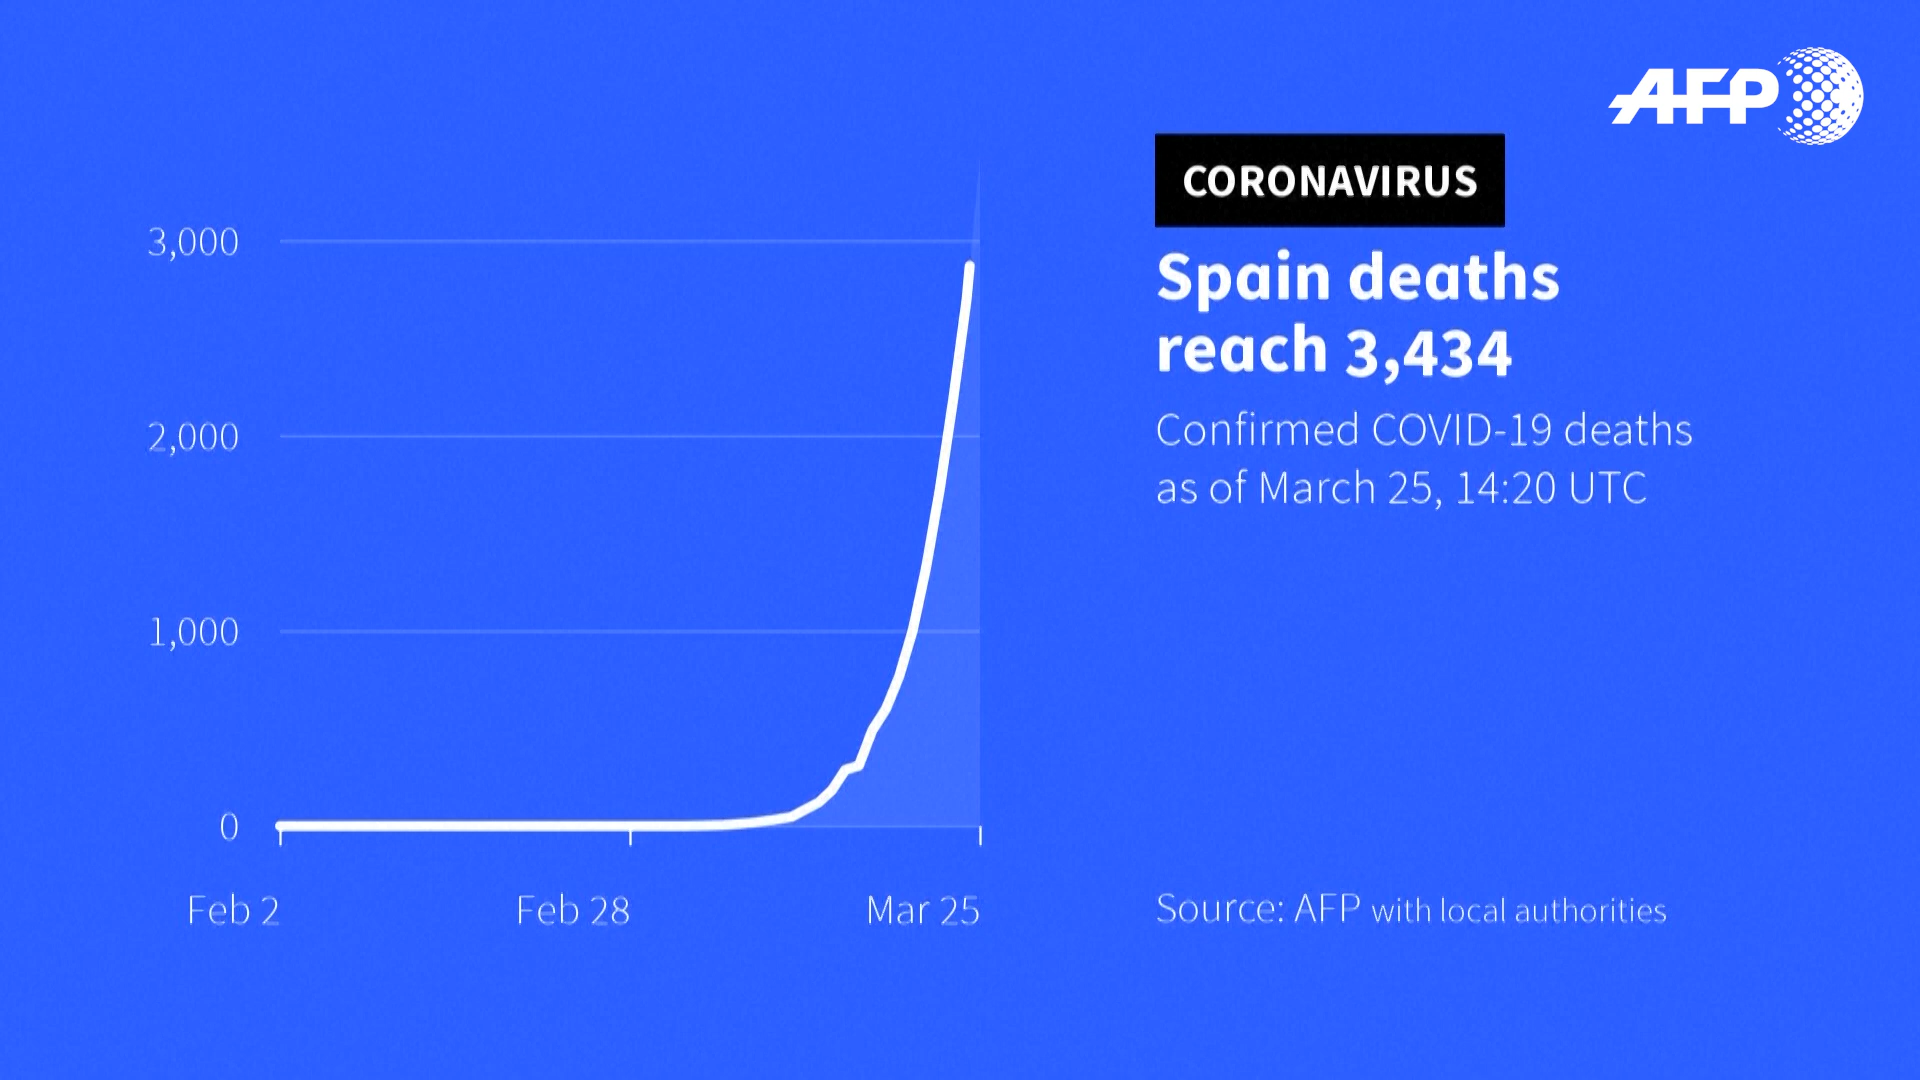 AFP
CORONAVIRUS
Spain deaths
reach 3,434
Confirmed COVID-19 deaths
as of March 25, 14:20 UTC
3,000
2,000
1,000
0
Feb 2
Feb 28
Mar 25
Source: AFP with local authorities